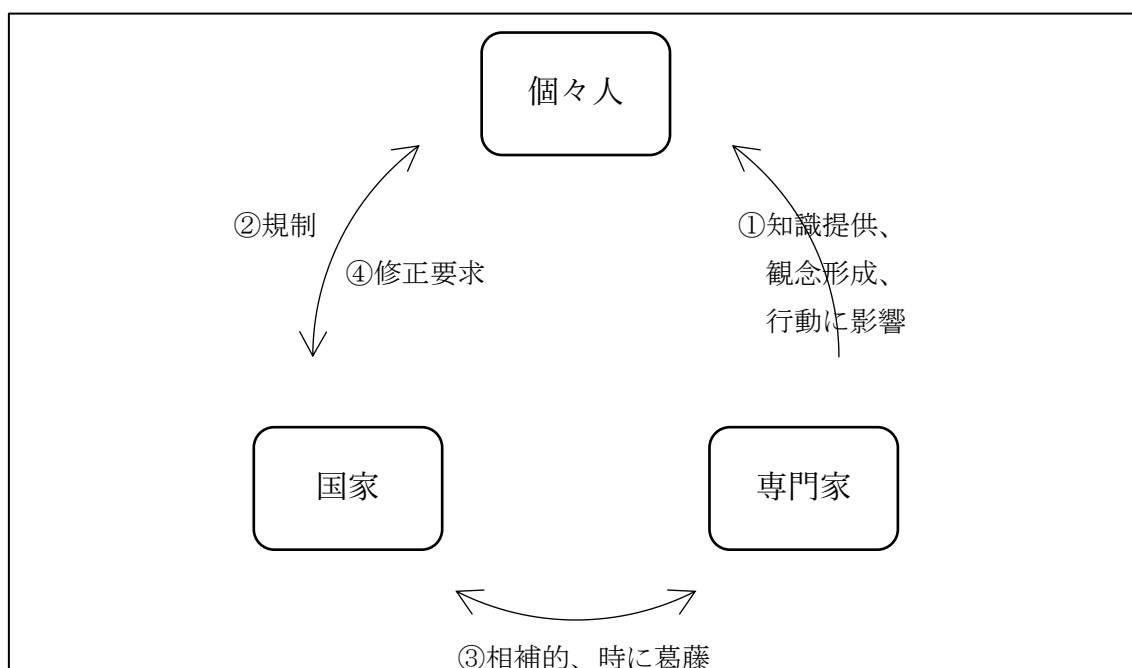 個々人
②規制
④修正要求
①知識提供、
観念形成、
行動に影響
国家
専門家
③相補的、時に葛藤